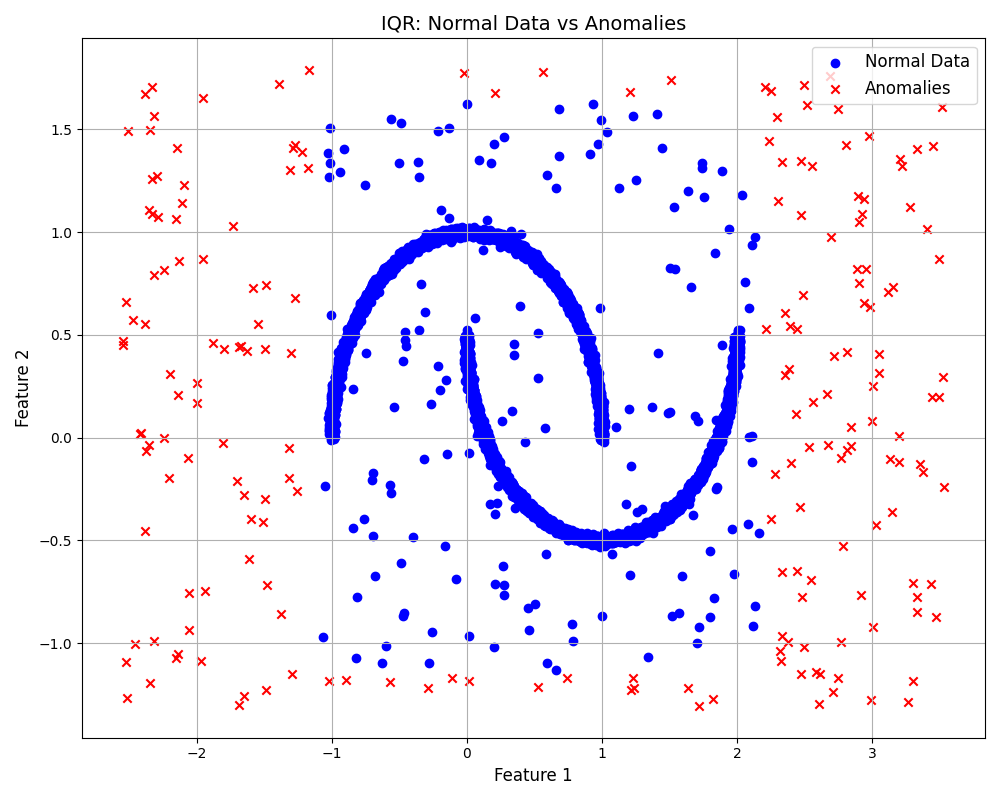 IQR: Normal Data vs Anomalies
Normal Data
Anomalies
Feature 2
1.5
1.0
0.5
0.0
−0.5
−1.0
−2 −1 0 1 2 3
Feature 1